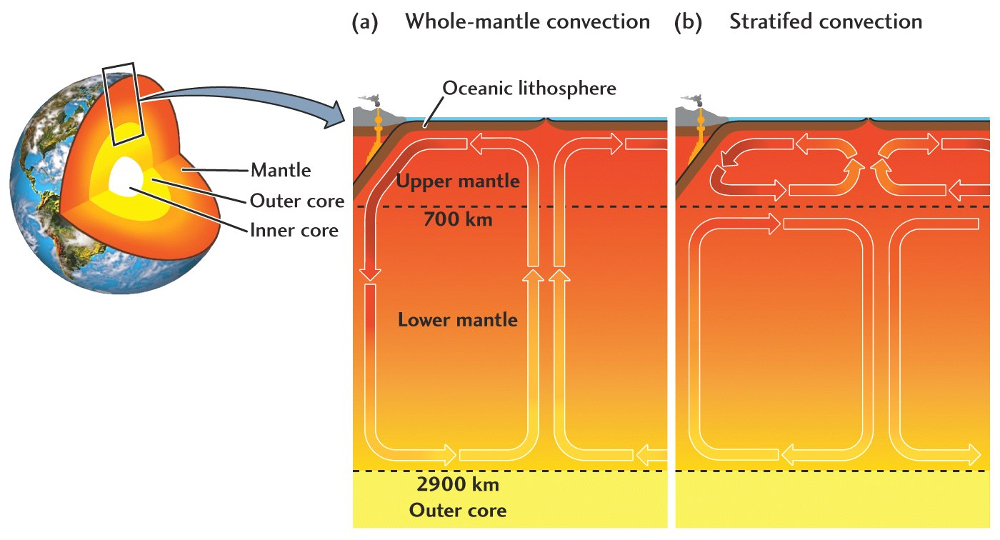 (a) Whole-mantle convection
(b) Stratifed convection
Oceanic lithosphere
Mantle
Outer core
Inner core
Upper mantle
700 km
Lower mantle
2900 km
Outer core